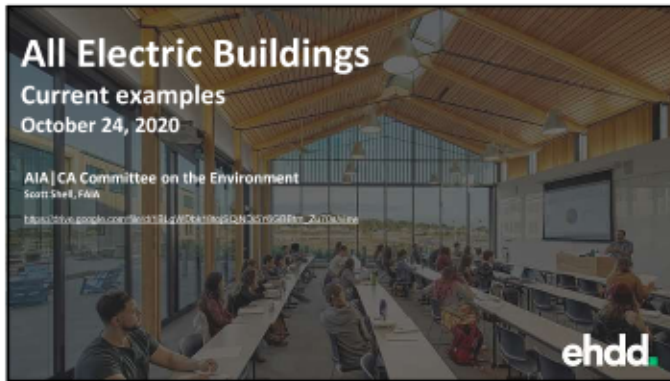 All Electric Buildings
Current examples
October 24, 2020
AIA|CA Committee on the Environment
Scott Shell, FAIA
ehdd.